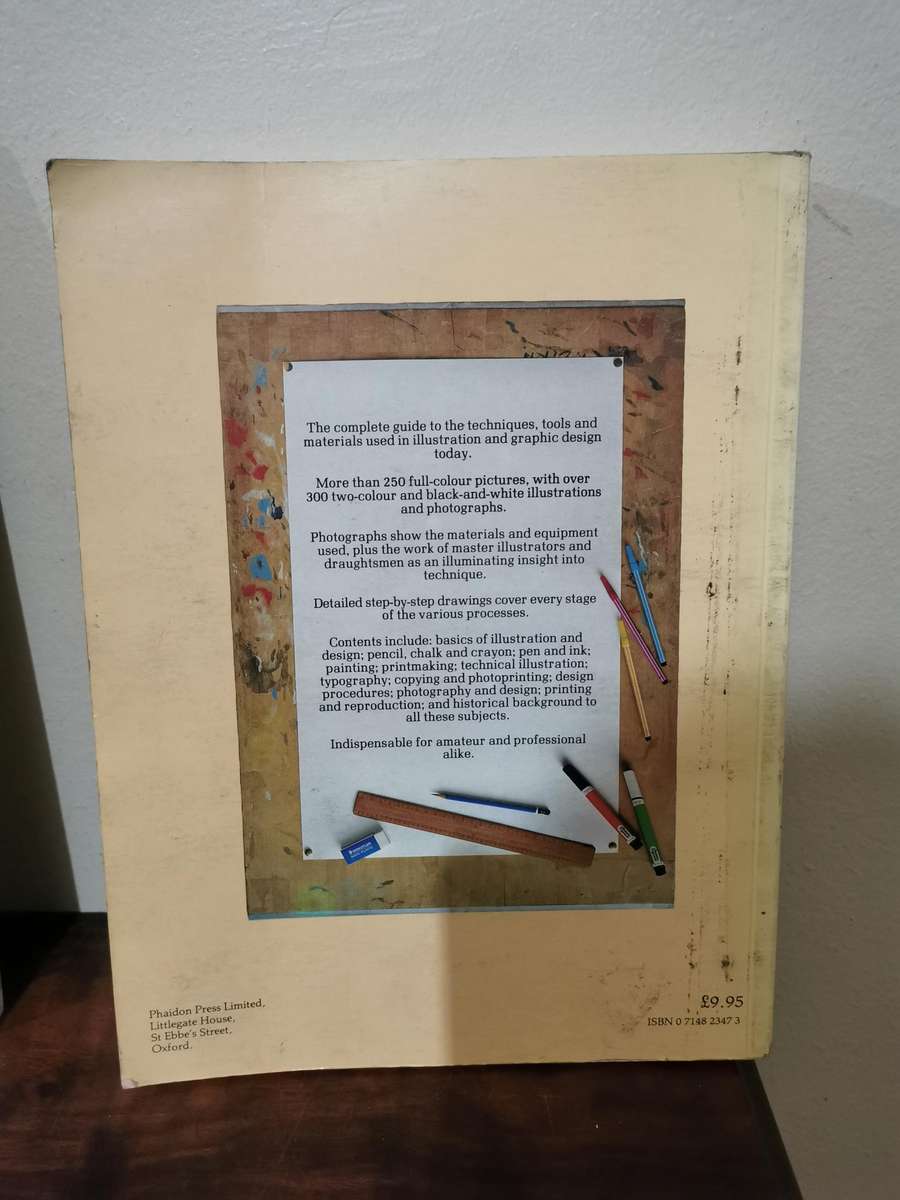 The complete guide to the techniques, tools and
materials used in illustration and graphic design
today.
More than 250 full-colour pictures, with over
300 two-colour and black-and-white illustrations
and photographs.
Photographs show the materials and equipment
used, plus the work of master illustrators and
draughtsmen as an illuminating insight into
technique.
Detailed step-by-step drawings cover every stage
of the various processes.
Contents include: basics of illustration and
design; pencil, chalk and crayon; pen and ink;
painting; printmaking; technical illustration;
typography; copying and photoprinting; design
procedures; photography and design; printing
and reproduction; and historical background to
all these subjects.
Indispensable for amateur and professional
alike.
Phaidon Press Limited,
Littlegate House,
St Ebbe's Street,
Oxford.
£9.95
ISBN 0 7148 2347 3